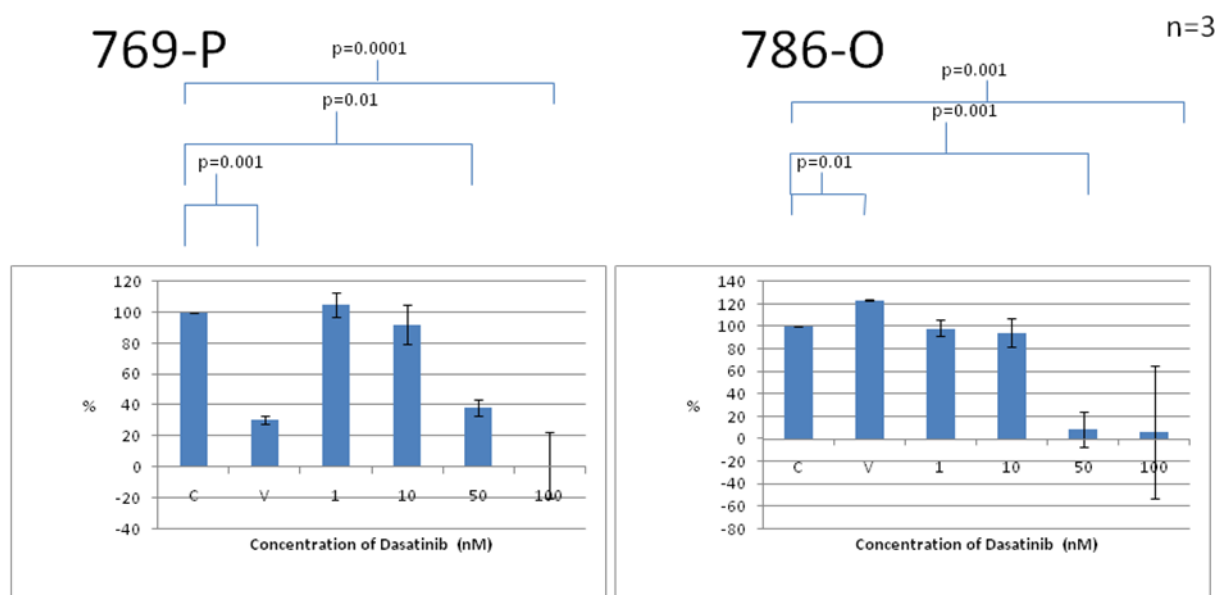 769-P
p=0.0001
p=0.01
p=0.001
120
100
80
60
40
20
0
-20
-40
%
C V 1 10 50 100
Concentration of Dasatinib (nM)
786-O
n=3
p=0.001
p=0.001
p=0.01
140
120
100
80
60
40
20
0
-20
-40
-60
-80
%
C V 1 10 50 100
Concentration of Dasatinib (nM)